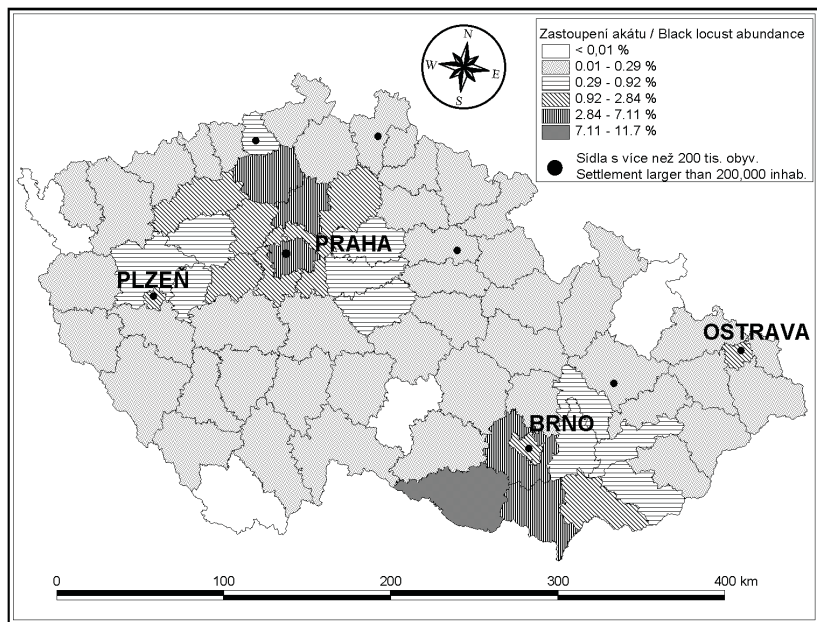 N
W
E
S
Zastoupení akátu / Black locust abundance
< 0,01 %
0.01 - 0.29 %
0.29 - 0.92 %
0.92 - 2.84 %
2.84 - 7.11 %
7.11 - 11.7 %
Sídla s více než 200 tis. obyv.
Settlement larger than 200,000 inhab.
PRAHA
PLZEŇ
OSTRAVA
BRNO
0 100 200 300 400 km